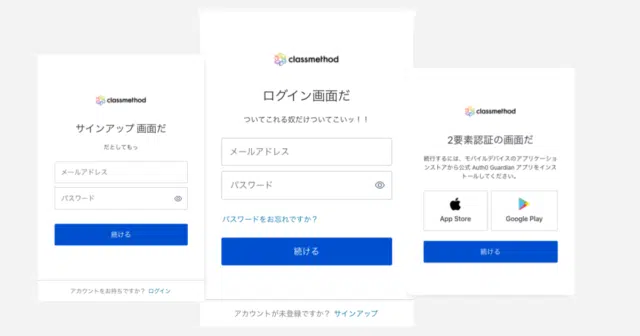 classmethod
サインアップ 画面だ
だとしてもっ
メールアドレス
パスワード
続ける
アカウントをお持ちですか？ ログイン
classmethod
ログイン画面だ
ついてこれる奴だけついてこいッ！！
メールアドレス
パスワード
パスワードをお忘れですか？
続ける
アカウントが未登録ですか？ サインアップ
classmethod
2要素認証の画面だ
続行するには、モバイルデバイスのアプリケーショ
ンストアから公式 Auth0 Guardian アプリをインス
トールしてください。
App Store
Google Play
続ける